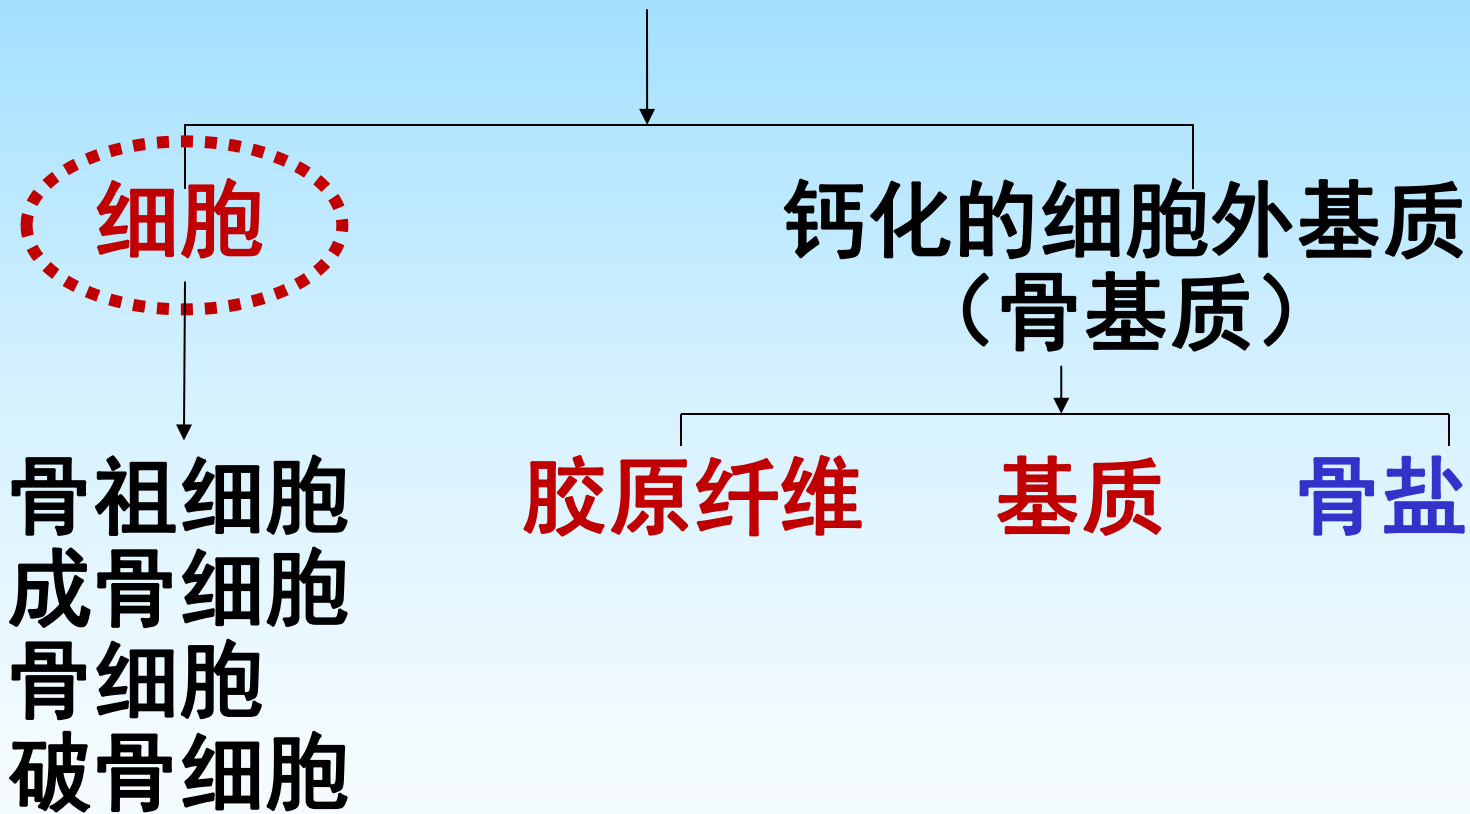 细胞
钙化的细胞外基质
（骨基质）
骨祖细胞
成骨细胞
骨细胞
破骨细胞
胶原纤维 基质 骨盐